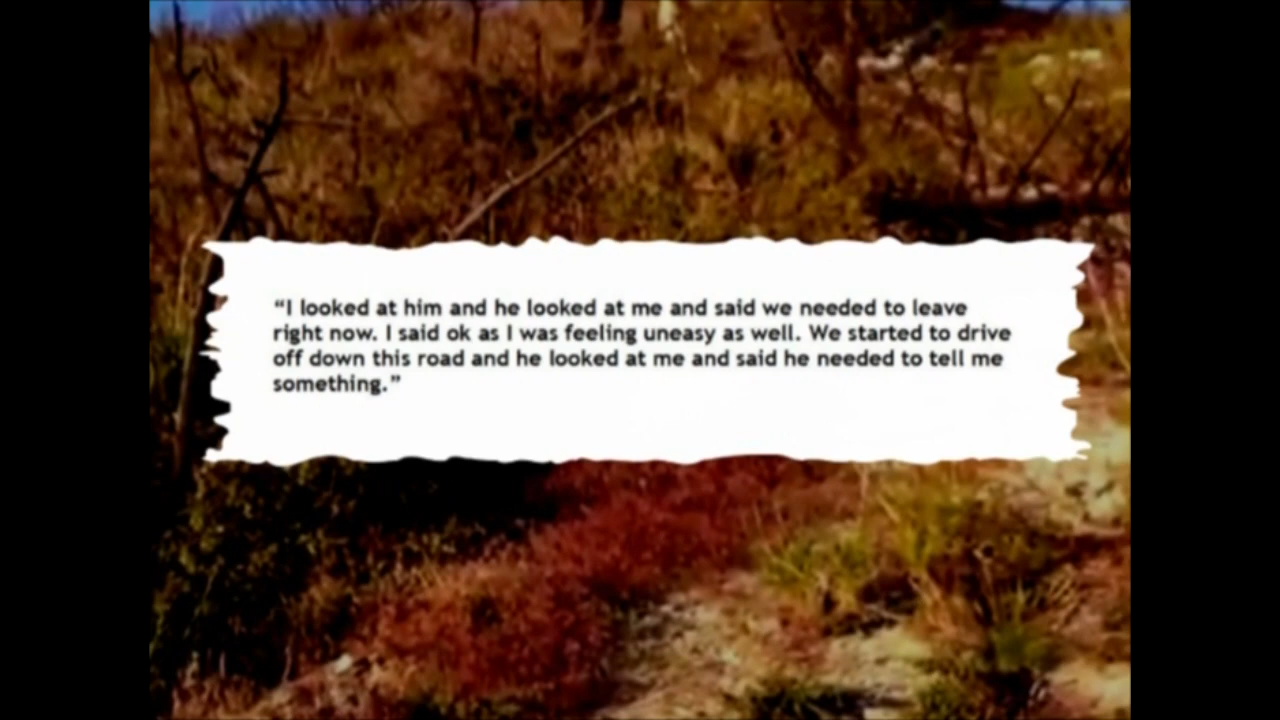 “I looked at him and he looked at me and said we needed to leave
right now. I said ok as I was feeling uneasy as well. We started to drive
off down this road and he looked at me and said he needed to tell me
something.”